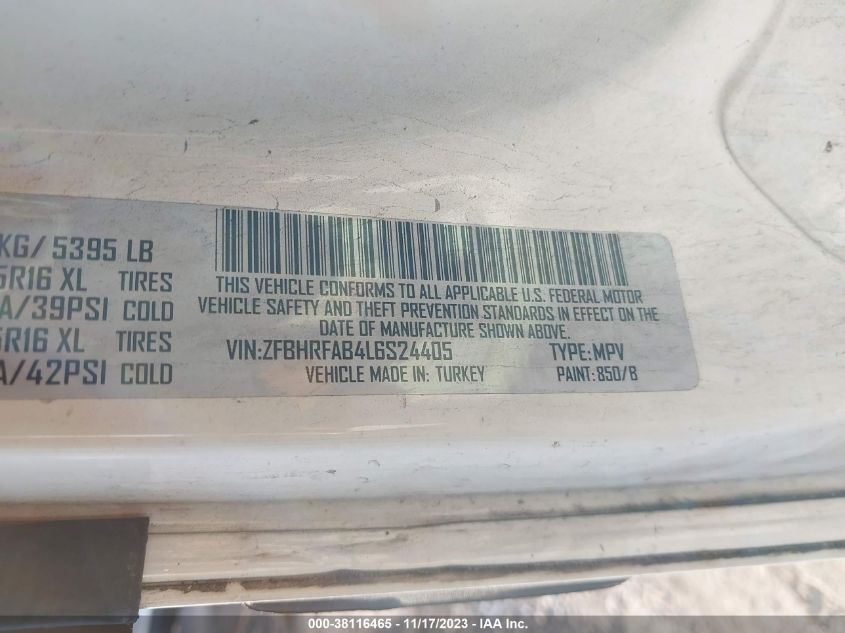 KG/ 5395 LB
5R16 XL TIRES
A/39PSI COLD
5R16 XL TIRES
A/42PSI COLD
THIS VEHICLE CONFORMS TO ALL APPLICABLE U.S. FEDERAL MOTOR
VEHICLE SAFETY AND THEFT PREVENTION STANDARDS IN EFFECT ON THE
DATE OF MANUFACTURE SHOWN ABOVE.
VIN:ZFBHRFAB4L6S24405 TYPE: MPV
VEHICLE MADE IN: TURKEY PAINT: 850/B
000-38116465 - 11/17/2023 - IAA Inc.